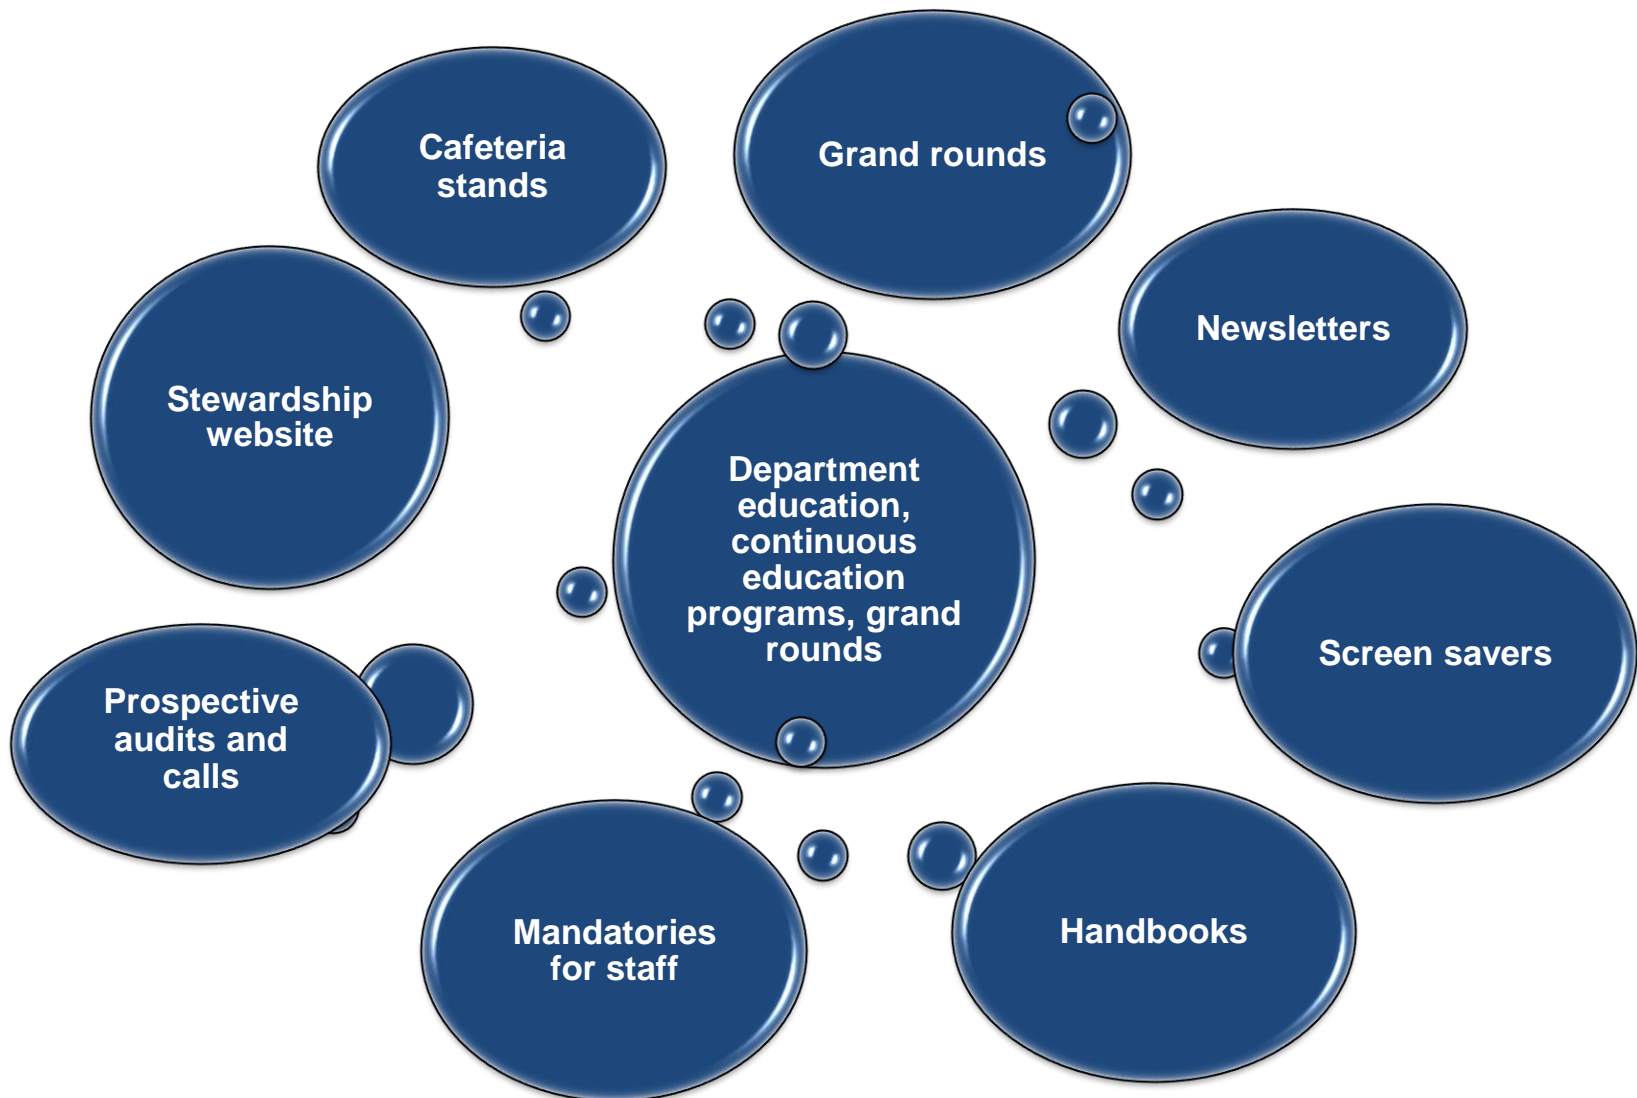 Cafeteria
stands
Grand rounds
Newsletters
Stewardship
website
Department
education,
continuous
education
programs, grand
rounds
Screen savers
Prospective
audits and
calls
Mandatories
for staff
Handbooks